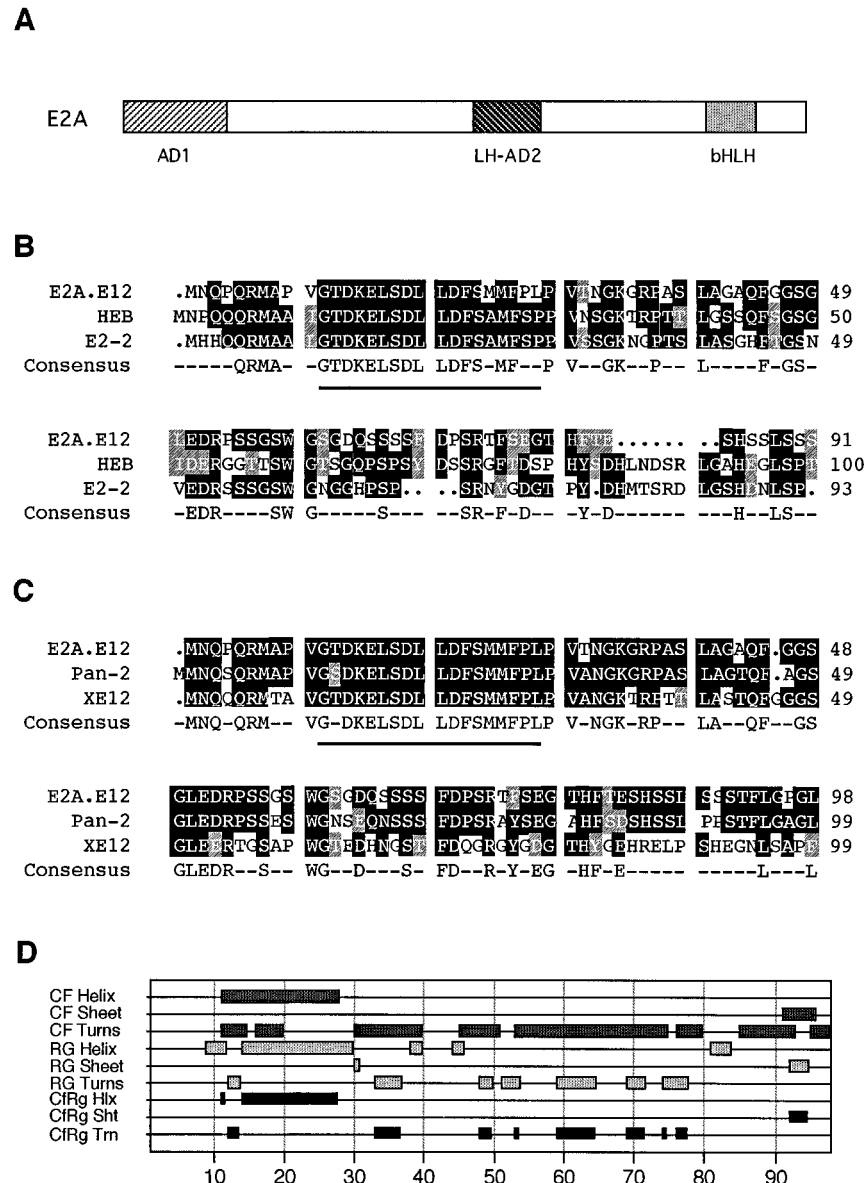 A
E2A
AD1 LH-AD2 bHLH
B
E2A.E12 .MNQPQRMAP VGTDKELSDL LDFSMMFPLP VTNGKGRPAS LAGAQFGGSG 49
HEB MNPQQQRMAA IGTDKELSDL LDFSAMFSPP VNSGKTRPTT LGSSQFSGSG 50
E2-2 .MHHQQRMAA LGTDKELSDL LDFSAMFSPP VSSGKNGPTS LASGHFTGSN 49
Consensus -----QRMA- -GTDKELSDL LDFS-MF--P V--GK--P-- L----F-GS-
E2A.E12 LEDRPSSGSW GSGDQSSSSF DPSRTFSEGT HFTE...... ..SHSSLSSS 91
HEB IDERGGTTSW GTSGQPSPSY DSSRGFTDSP HYSDHLNDSR LGAHEGLSPT 100
E2-2 VEDRSSSGSW GNGGHPSP.. ..SRNYGDGT PY.DHMTSRD LGSHDNLSP. 93
Consensus -EDR----SW G-----S--- --SR-F-D-- -Y-D------ ---H--LS--
C
E2A.E12 .MNQPQRMAP VGTDKELSDL LDFSMMFPLP VTNGKGRPAS LAGAQF.GGS 48
Pan-2 MMNQSQRMAP VGSDKELSDL LDFSMMFPLP VANGKGRPAS LAGTQF.AGS 49
XE12 .MNQQQRMTA VGTDKELSDL LDFSMMFPLP VANGKTRPTT LASTQFGGGS 49
Consensus -MNQ-QRM-- VG-DKELSDL LDFSMMFPLP V-NGK-RP-- LA--QF--GS
E2A.E12 GLEDRPSSGS WGSGDQSSSS FDPSRTFSEG THFTESHSSL SSSTFLGPGL 98
Pan-2 GLEDRPSSES WGNSEQNSSS FDPSRAYSEG AHFSDSHSSL PPSTFLGAGL 99
XE12 GLEERTGSAP WGTEDHNGST FDQGRGYGDG THYGEHRELP SHEGNLSAPE 99
Consensus GLEDR--S-- WG--D--S-- FD--R-Y-EG -HF-E----- -----L---L
D
CF Helix
CF Sheet
CF Turns
RG Helix
RG Sheet
RG Turns
CfRg Hlx
CfRg Sht
CfRg Trn
10 20 30 40 50 60 70 80 90